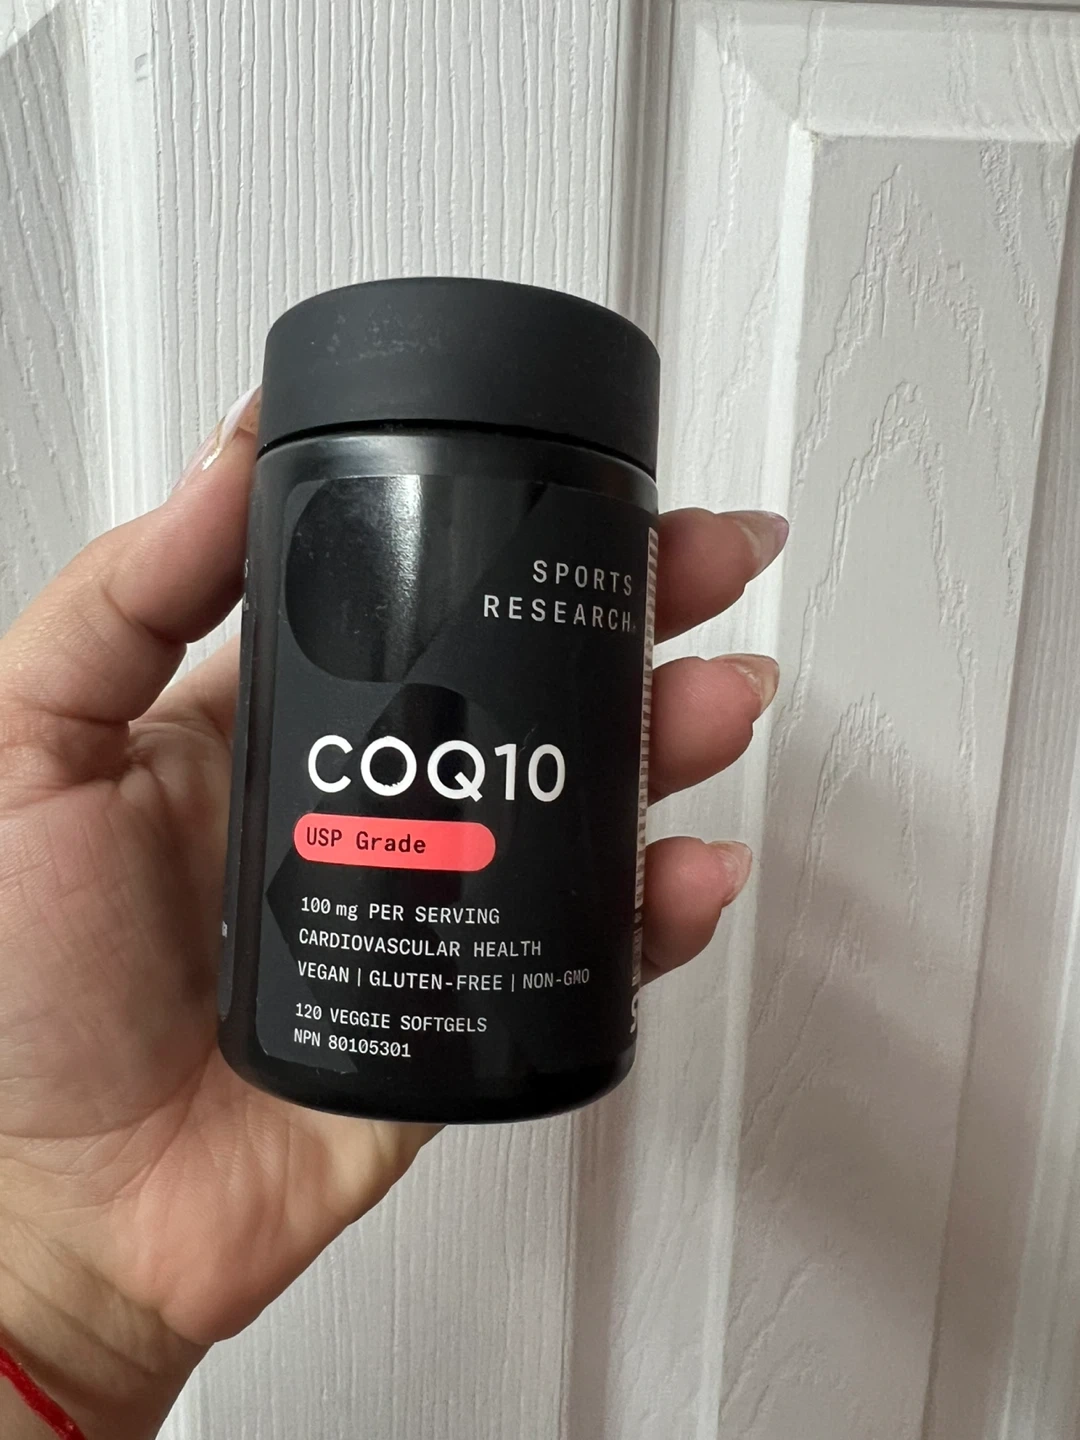 SPORTS
RESEARCH
COQ10
USP Grade
100 mg PER SERVING
CARDIOVASCULAR HEALTH
VEGAN | GLUTEN-FREE | NON-GMO
120 VEGGIE SOFTGELS
NPN 80105301